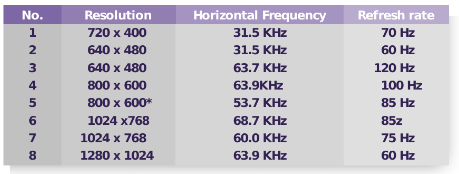 No. Resolution Horizontal Frequency Refresh rate
1 720 x 400 31.5 KHz 70 Hz
2 640 x 480 31.5 KHz 60 Hz
3 640 x 480 63.7 KHz 120 Hz
4 800 x 600 63.9KHz 100 Hz
5 800 x 600* 53.7 KHz 85 Hz
6 1024 x768 68.7 KHz 85z
7 1024 x 768 60.0 KHz 75 Hz
8 1280 x 1024 63.9 KHz 60 Hz